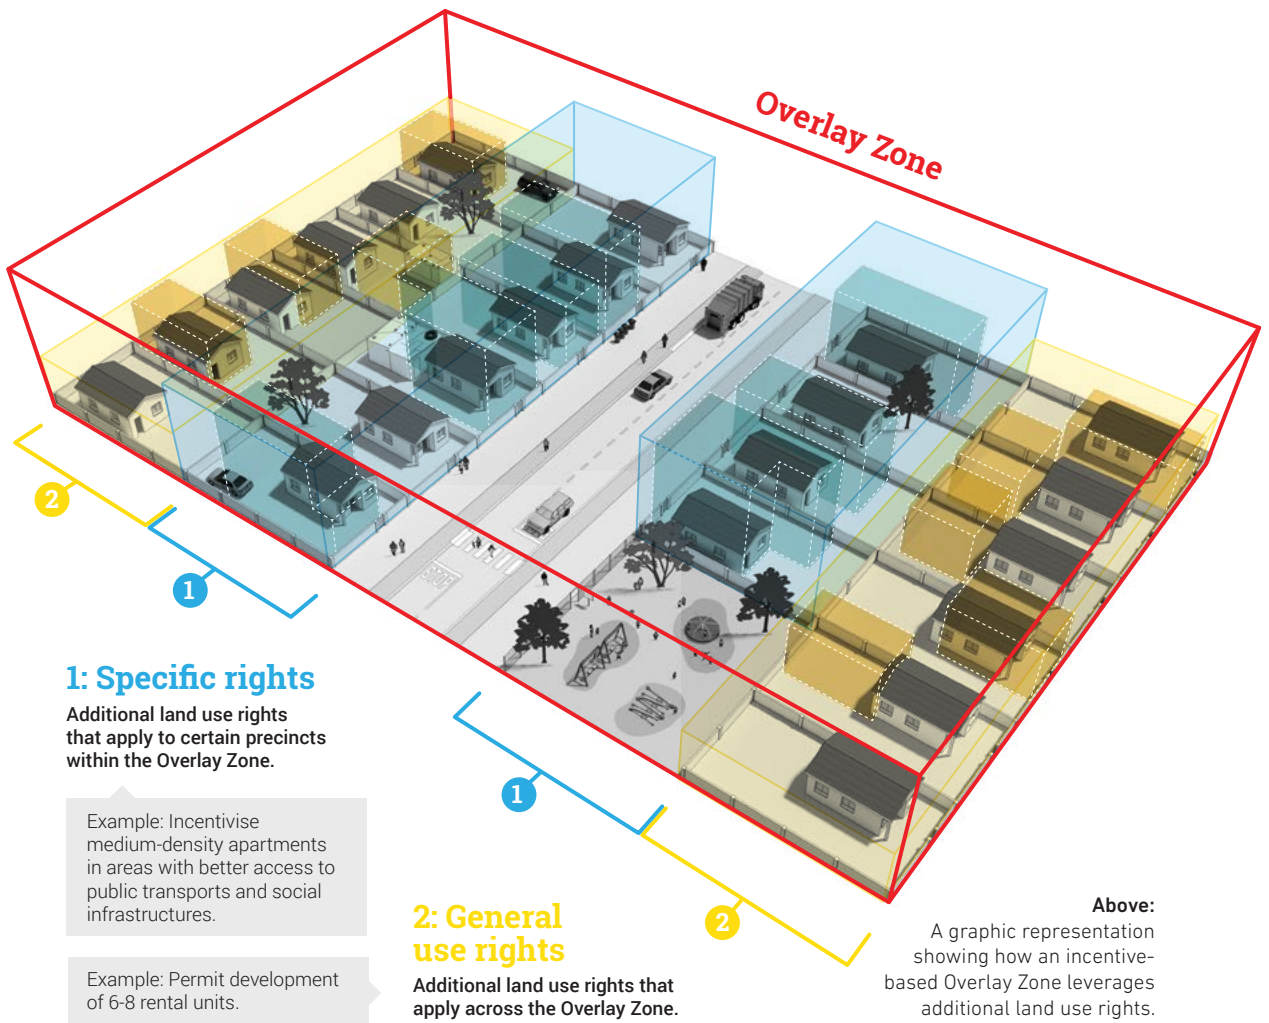 Overlay Zone
2
1
1: Specific rights
Additional land use rights
that apply to certain precincts
within the Overlay Zone.
Example: Incentivise
medium-density apartments
in areas with better access to
public transports and social
infrastructures.
Example: Permit development
of 6-8 rental units.
1
2
2: General
use rights
Additional land use rights that
apply across the Overlay Zone.
Above:
A graphic representation
showing how an incentive-
based Overlay Zone leverages
additional land use rights.